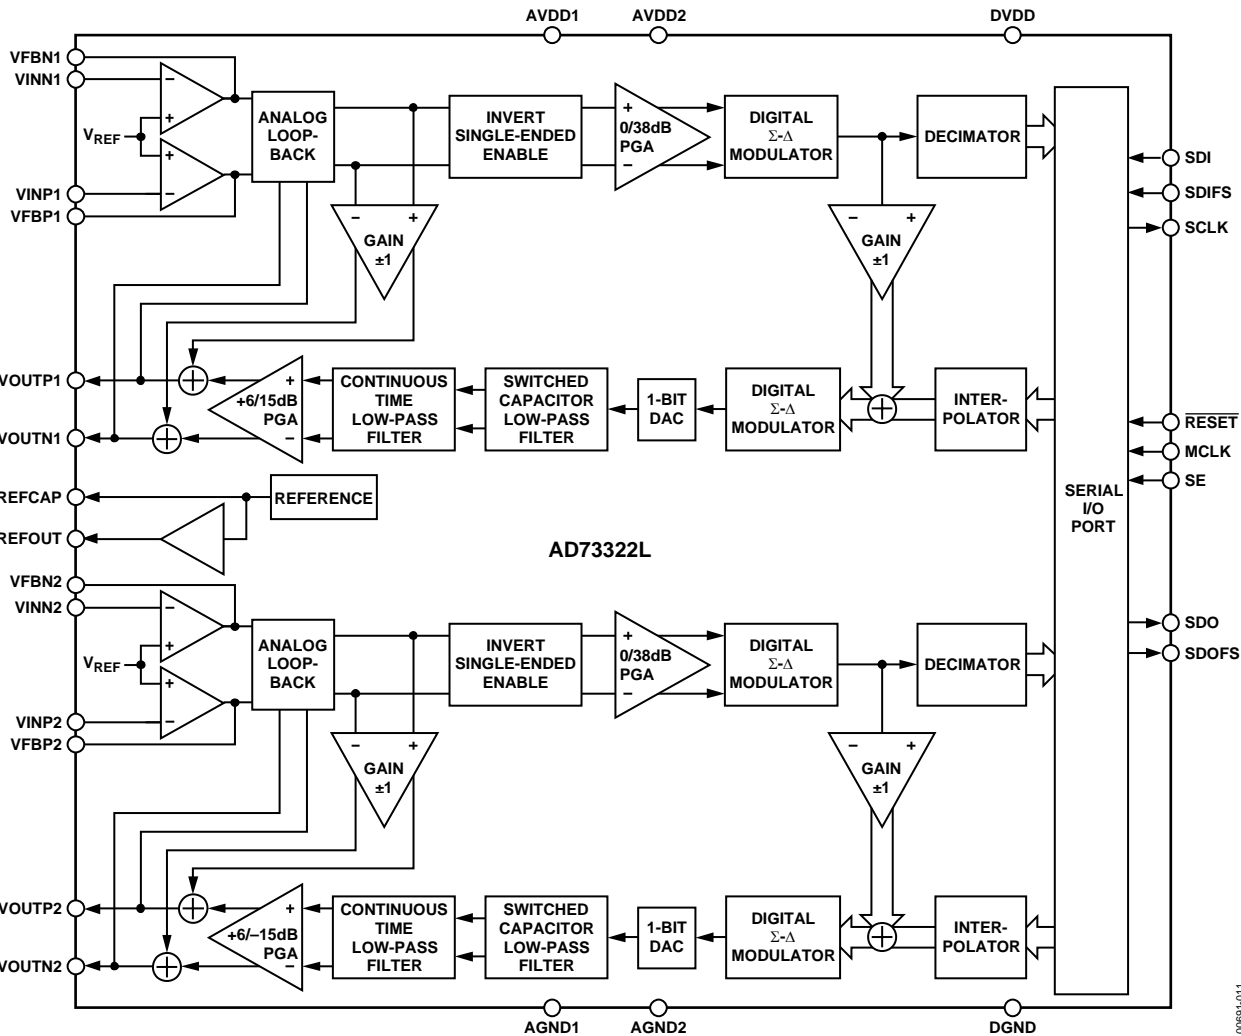 AVDD1 AVDD2 DVDD
VFBN1
VINN1
VREF
VINP1
VFBP1
− +
+ −
ANALOG
LOOP-
BACK
INVERT
SINGLE-ENDED
ENABLE
+
0/38dB
PGA
−
DIGITAL
Σ-Δ
MODULATOR
DECIMATOR
SDI
SDIFS
SCLK
− +
GAIN
±1
− +
GAIN
±1
VOUTP1
VOUTN1
+
+6/15dB
PGA
−
CONTINUOUS
TIME
LOW-PASS
FILTER
SWITCHED
CAPACITOR
LOW-PASS
FILTER
1-BIT
DAC
DIGITAL
Σ-Δ
MODULATOR
INTER-
POLATOR
RESET
MCLK
SE
SERIAL
I/O
PORT
REFCAP
REFOUT
REFERENCE
AD73322L
VFBN2
VINN2
VREF
VINP2
VFBP2
− +
+ −
ANALOG
LOOP-
BACK
INVERT
SINGLE-ENDED
ENABLE
+
0/38dB
PGA
−
DIGITAL
Σ-Δ
MODULATOR
DECIMATOR
SDO
SDOFS
− +
GAIN
±1
− +
GAIN
±1
VOUTP2
VOUTN2
+
+6/−15dB
PGA
−
CONTINUOUS
TIME
LOW-PASS
FILTER
SWITCHED
CAPACITOR
LOW-PASS
FILTER
1-BIT
DAC
DIGITAL
Σ-Δ
MODULATOR
INTER-
POLATOR
AGND1 AGND2 DGND
00691-011